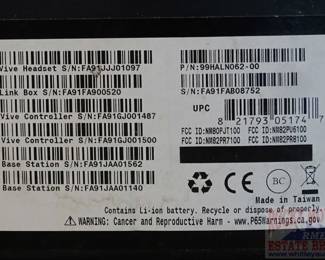 Vive Headset S/N:FA91JJJ01097
Link Box S/N:FA91FA900520
Vive Controller S/N:FA91GJ001487
Vive Controller S/N:FA91GJ001500
Base Station S/N:FA91JAA01562
Base Station S/N:FA91JAA01140
P/N:99HALN062-00
S/N:FA91FAB08752
UPC
8 21793 05174 7
FCC ID:NM80PJT100 FCC ID:NM82PU6100
FCC ID:NM82PR7100 FCC ID:NM82PR8100
CE
BC
Made in Taiwan
Contains Li-ion battery. Recycle/dispose of properly.
WARNING: Cancer and Reproductive Harm - www.P65Warnings.ca.gov